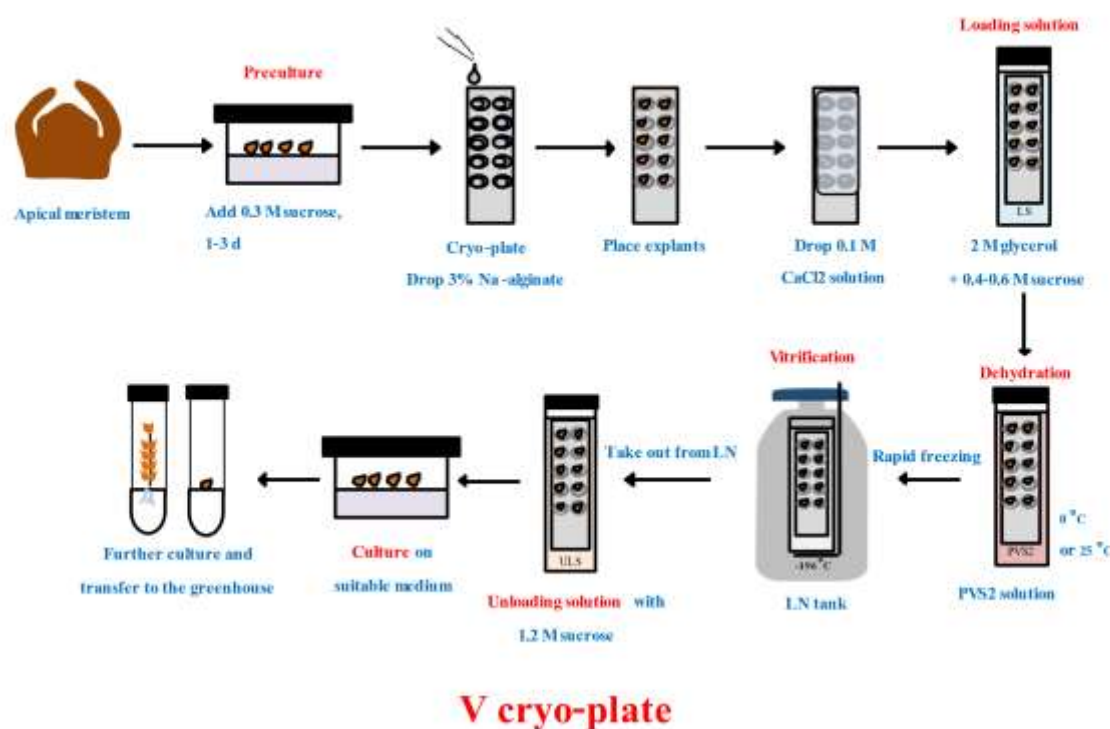 Apical meristem
Preculture
Add 0.3 M sucrose,
1-3 d
Cryo-plate
Drop 3% Na-alginate
Place explants
Drop 0.1 M
CaCl2 solution
Loading solution
LS
2 M glycerol
+ 0.4-0.6 M sucrose
Dehydration
PVS2
0 °C
or 25 °C
PVS2 solution
Rapid freezing
Vitrification
-196°C
LN tank
Take out from LN
ULS
Unloading solution with
1.2 M sucrose
Culture on
suitable medium
Further culture and
transfer to the greenhouse
V cryo-plate